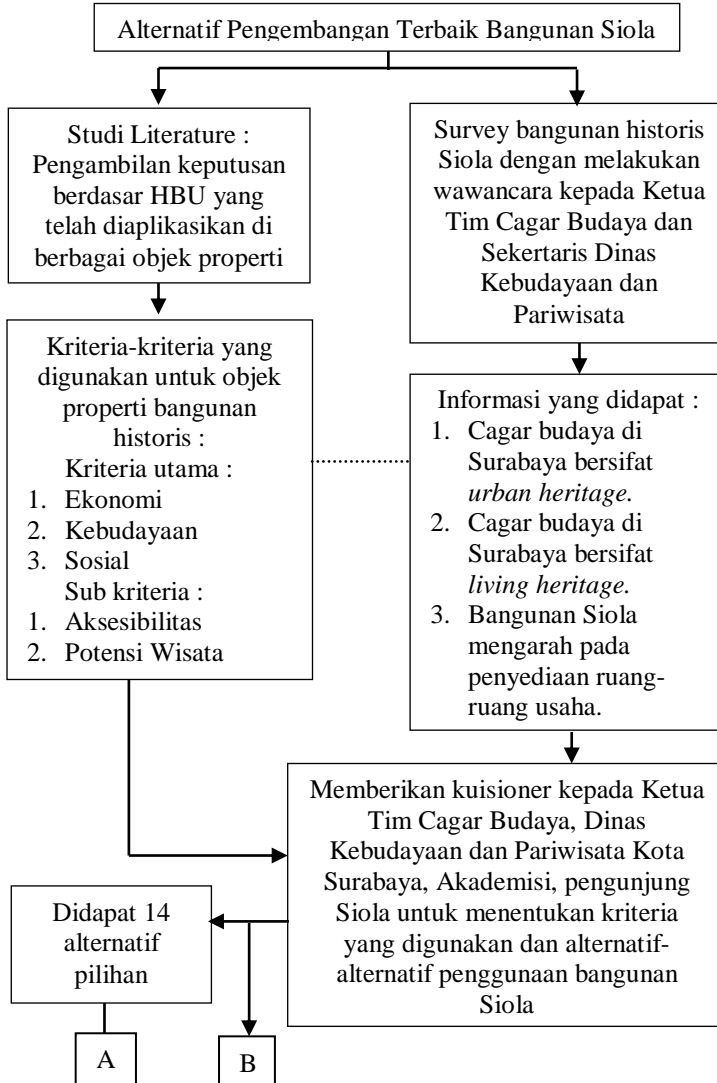 Alternatif Pengembangan Terbaik Bangunan Siola
Studi Literature :
Pengambilan keputusan
berdasar HBU yang
telah diaplikasikan di
berbagai objek properti
Survey bangunan historis
Siola dengan melakukan
wawancara kepada Ketua
Tim Cagar Budaya dan
Sekertaris Dinas
Kebudayaan dan
Pariwisata
Kriteria-kriteria yang
digunakan untuk objek
properti bangunan
historis :
Kriteria utama :
1. Ekonomi
2. Kebudayaan
3. Sosial
Sub kriteria :
1. Aksesibilitas
2. Potensi Wisata
Informasi yang didapat :
1. Cagar budaya di
Surabaya bersifat
urban heritage.
2. Cagar budaya di
Surabaya bersifat
living heritage.
3. Bangunan Siola
mengarah pada
penyediaan ruang-
ruang usaha.
Memberikan kuisioner kepada Ketua
Tim Cagar Budaya, Dinas
Kebudayaan dan Pariwisata Kota
Surabaya, Akademisi, pengunjung
Siola untuk menentukan kriteria
yang digunakan dan alternatif-
alternatif penggunaan bangunan
Siola
Didapat 14
alternatif
pilihan
A
B